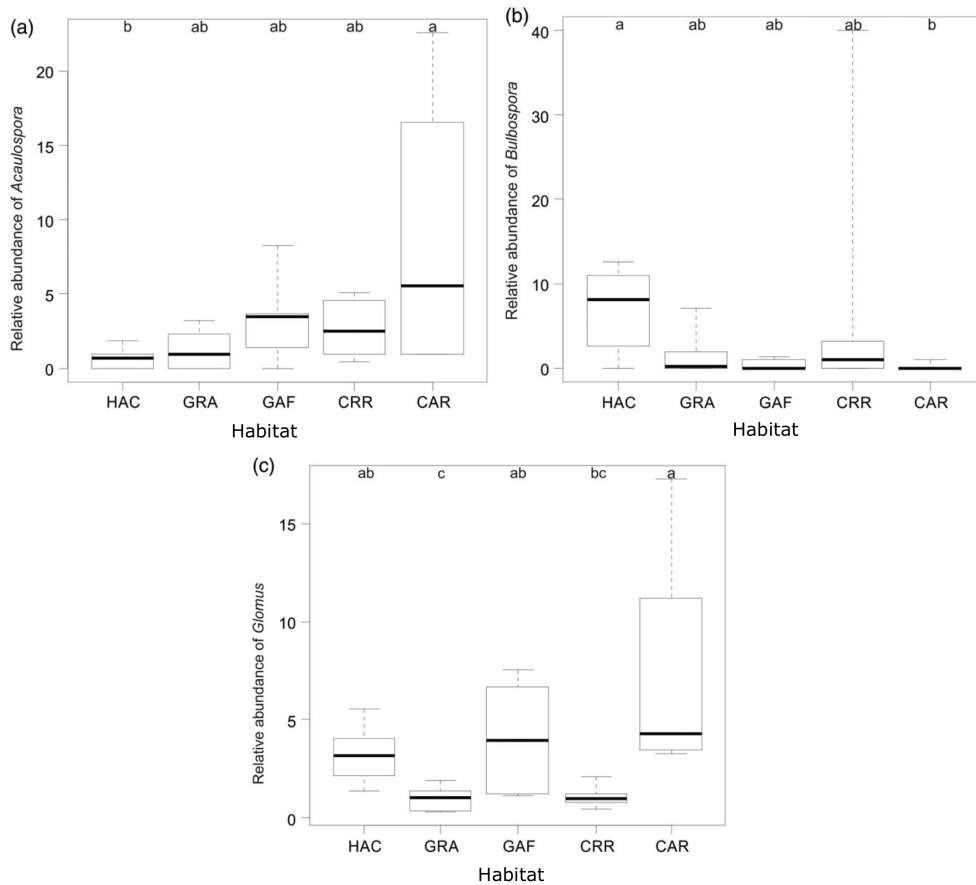 (a)
b ab ab ab a
Relative abundance of Acaulospora
20
15
10
5
0
HAC GRA GAF CRR CAR
Habitat
(b)
a ab ab ab b
Relative abundance of Bulbospora
40
30
20
10
0
HAC GRA GAF CRR CAR
Habitat
(c)
ab c ab bc a
Relative abundance of Glomus
15
10
5
0
HAC GRA GAF CRR CAR
Habitat